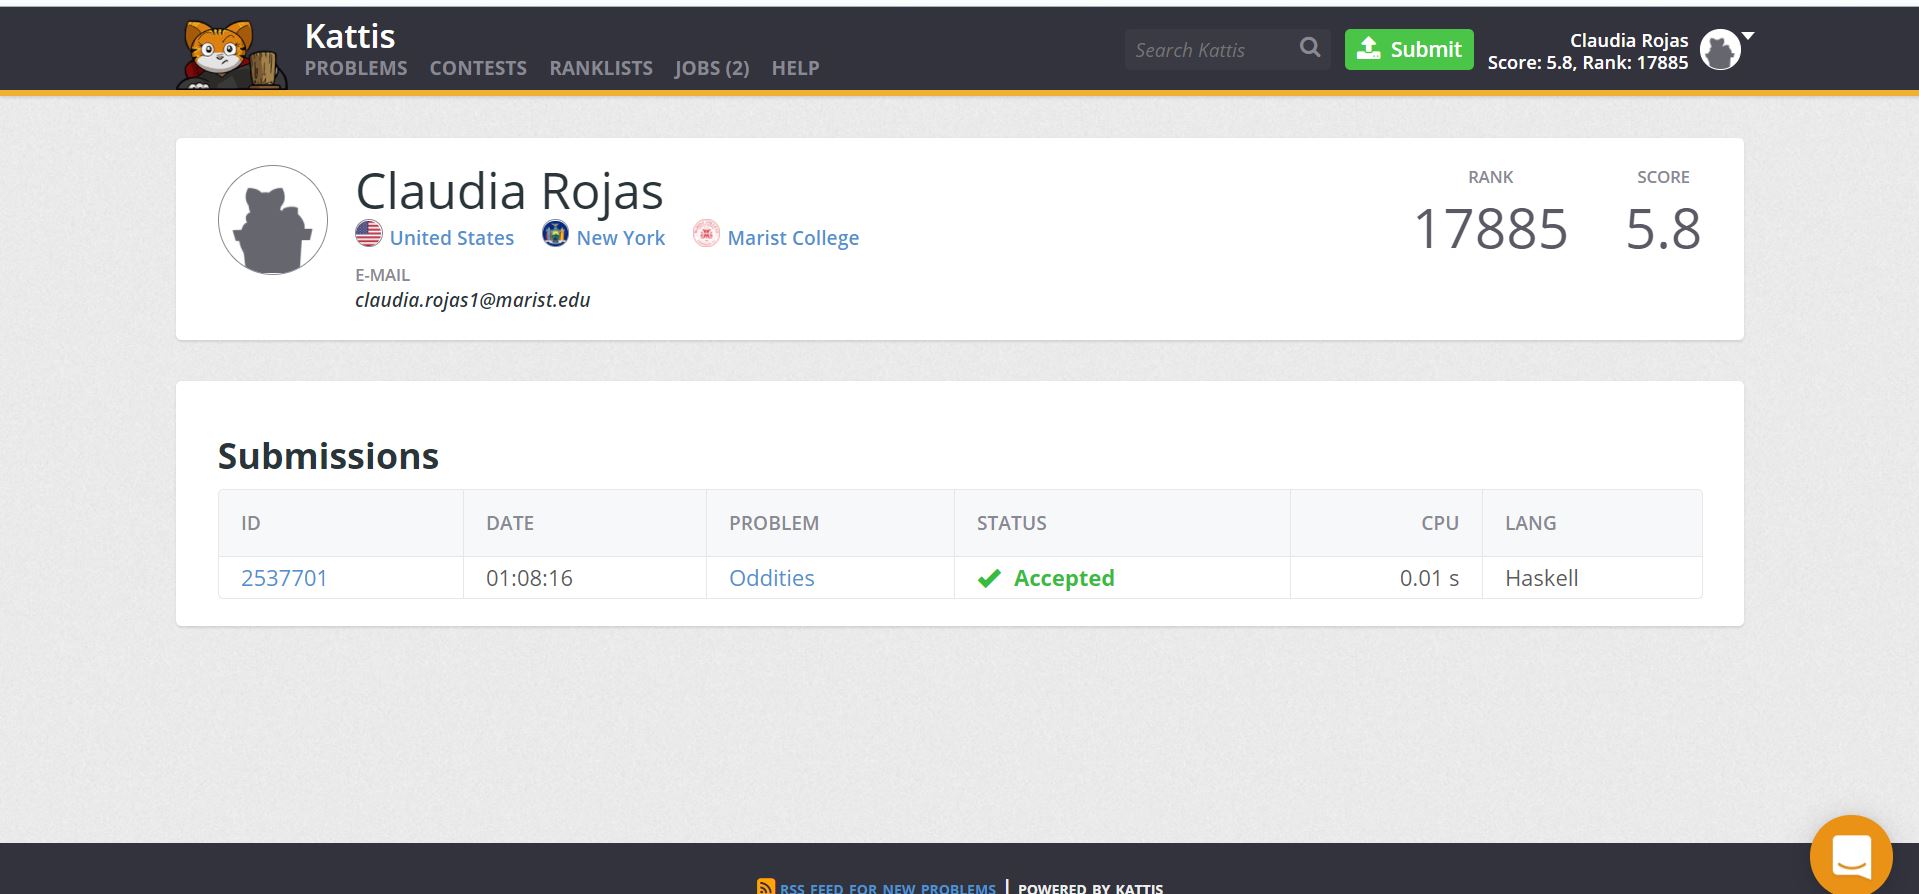 Kattis
PROBLEMS CONTESTS RANKLISTS JOBS (2) HELP
Search Kattis
Submit
Claudia Rojas
Score: 5.8, Rank: 17885
Claudia Rojas
United States New York Marist College
E-MAIL
claudia.rojas1@marist.edu
RANK SCORE
17885 5.8
Submissions
ID DATE PROBLEM STATUS CPU LANG
2537701 01:08:16 Oddities Accepted 0.01 s Haskell
RSS FEED FOR NEW PROBLEMS | POWERED BY KATTIS